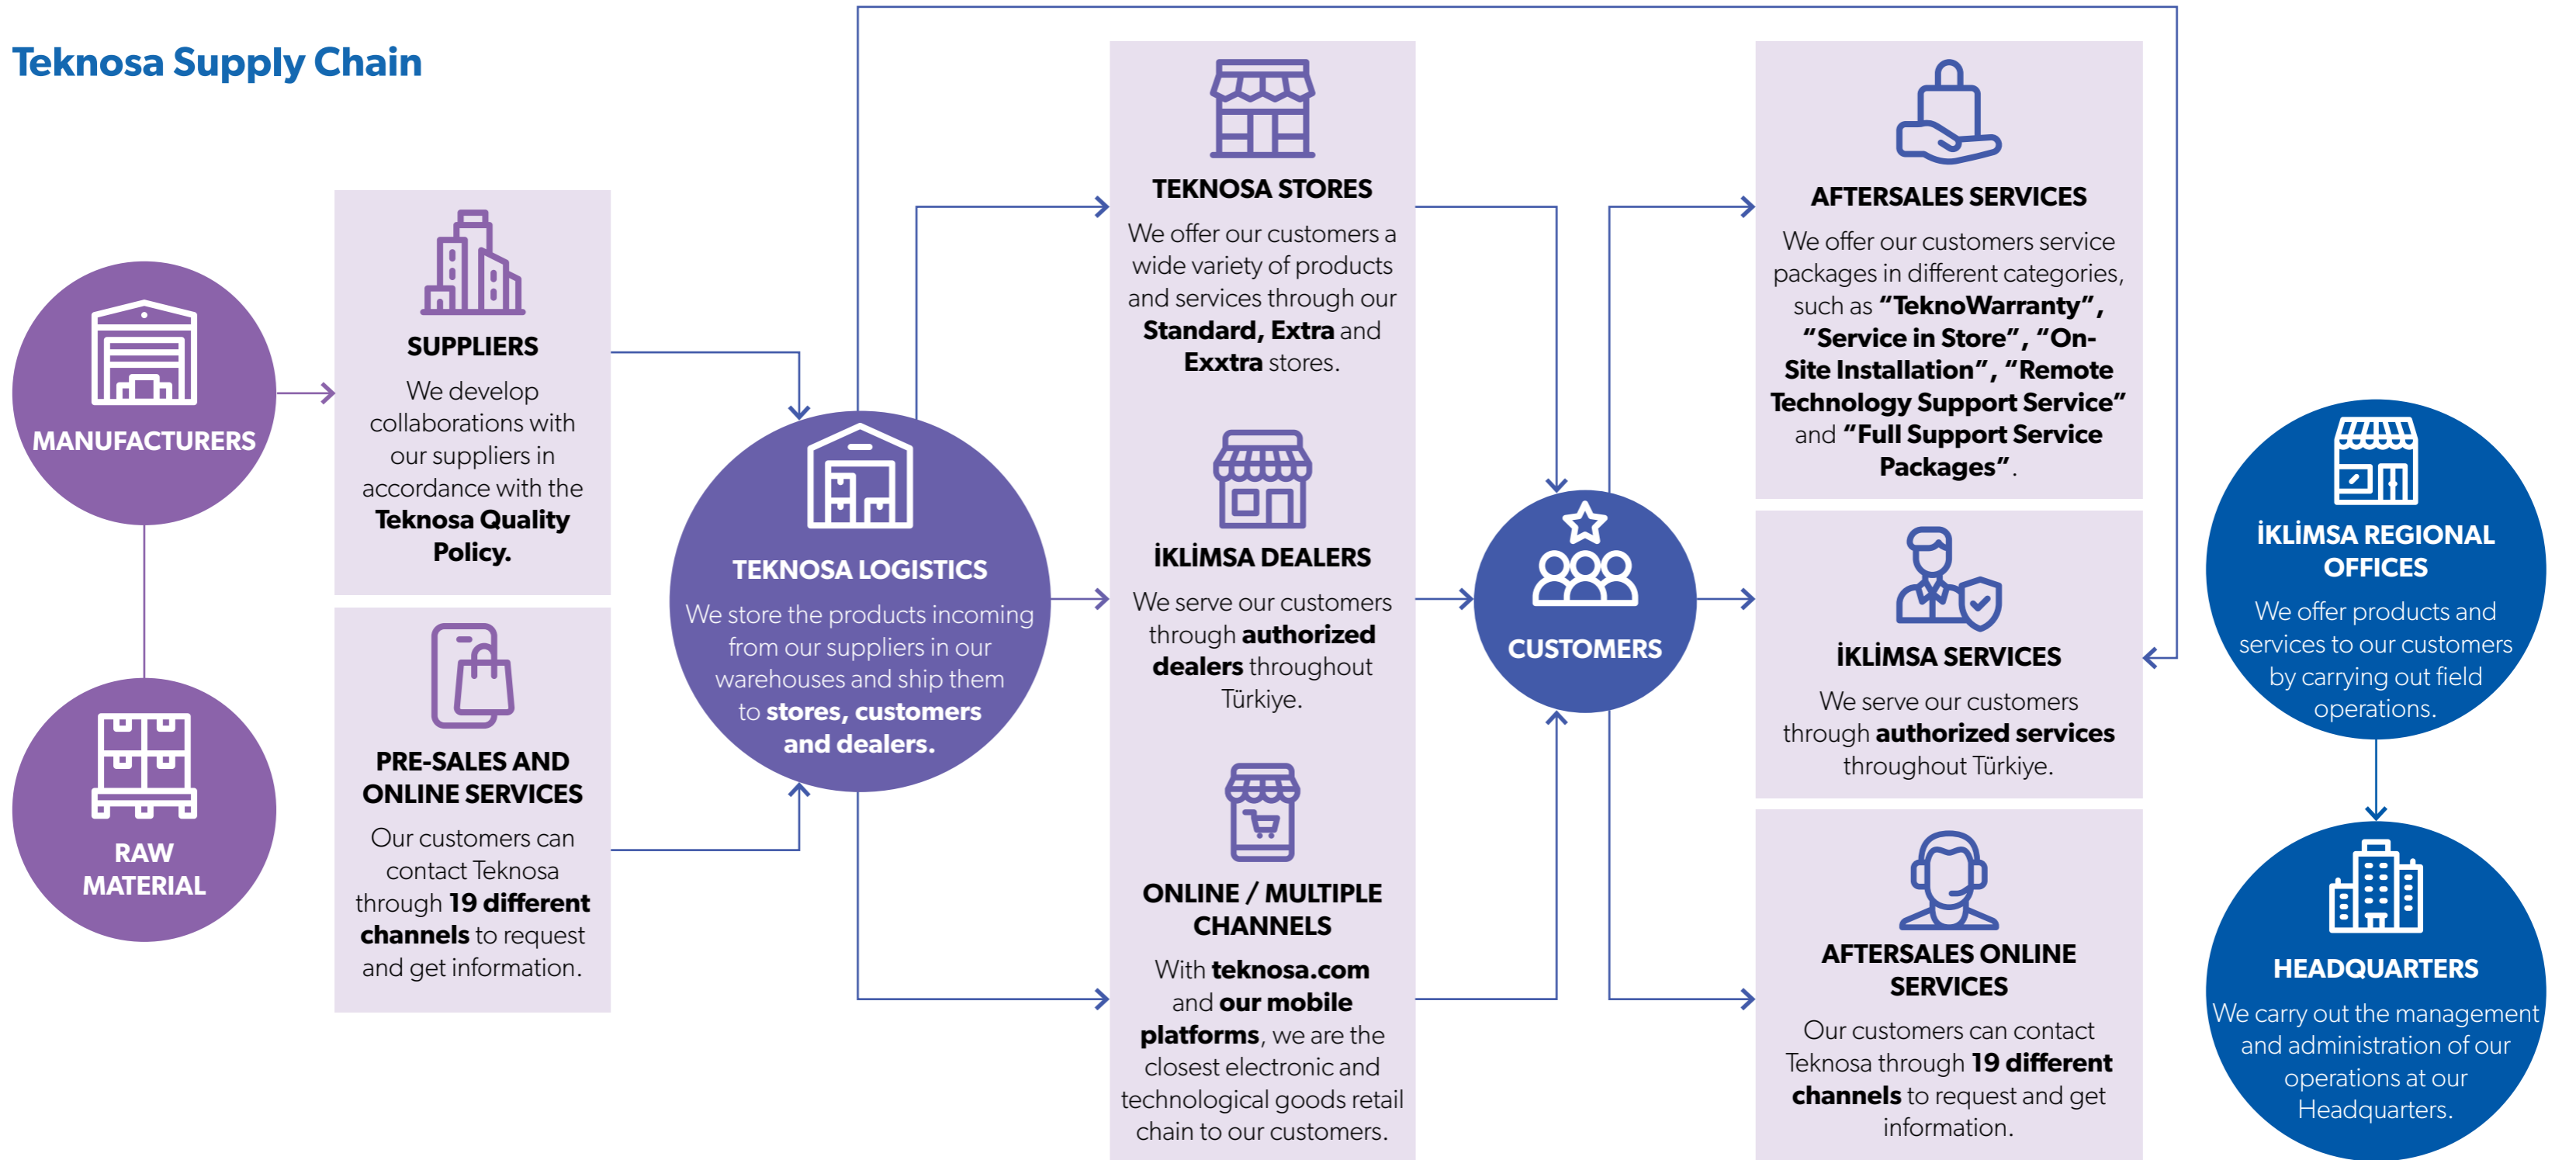 Teknosa Supply Chain
MANUFACTURERS
RAW
MATERIAL
SUPPLIERS
We develop
collaborations with
our suppliers in
accordance with the
Teknosa Quality
Policy.
PRE-SALES AND
ONLINE SERVICES
Our customers can
contact Teknosa
through 19 different
channels to request
and get information.
TEKNOSA LOGISTICS
We store the products incoming
from our suppliers in our
warehouses and ship them
to stores, customers
and dealers.
TEKNOSA STORES
We offer our customers a
wide variety of products
and services through our
Standard, Extra and
Exxtra stores.
İKLİMSA DEALERS
We serve our customers
through authorized
dealers throughout
Türkiye.
ONLINE / MULTIPLE
CHANNELS
With teknosa.com
and our mobile
platforms, we are the
closest electronic and
technological goods retail
chain to our customers.
CUSTOMERS
AFTERSALES SERVICES
We offer our customers service
packages in different categories,
such as “TeknoWarranty”,
“Service in Store”, “On-
Site Installation”, “Remote
Technology Support Service”
and “Full Support Service
Packages”.
İKLİMSA SERVICES
We serve our customers
through authorized services
throughout Türkiye.
AFTERSALES ONLINE
SERVICES
Our customers can contact
Teknosa through 19 different
channels to request and get
information.
İKLİMSA REGIONAL
OFFICES
We offer products and
services to our customers
by carrying out field
operations.
HEADQUARTERS
We carry out the management
and administration of our
operations at our
Headquarters.